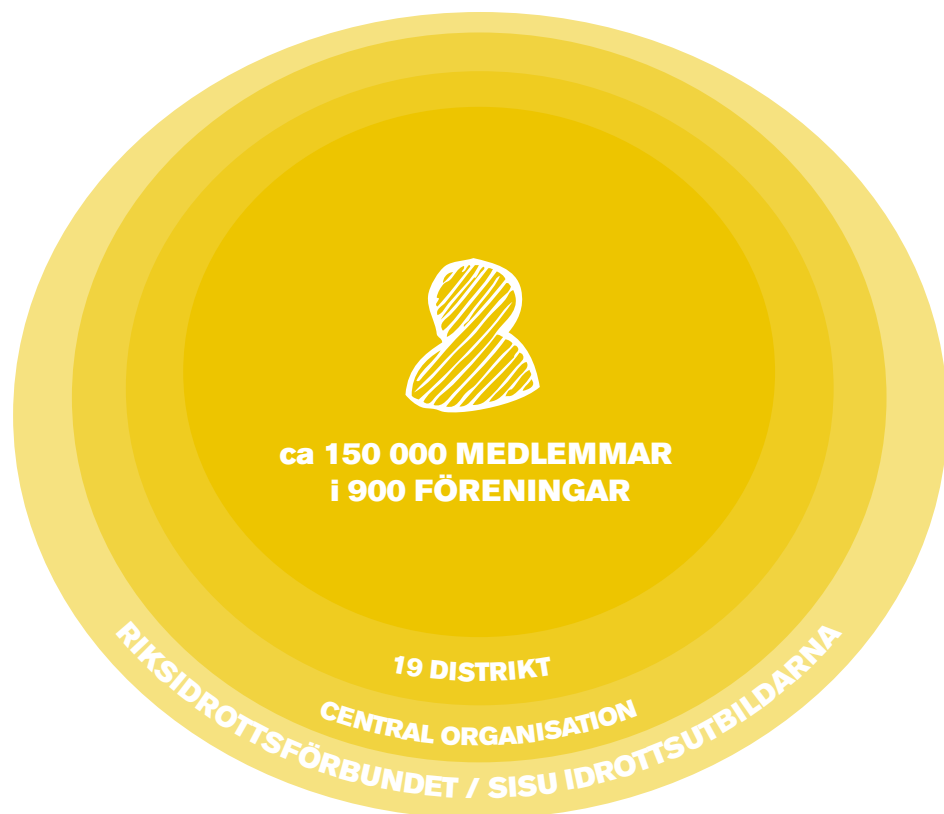 ca 150 000 MEDLEMMAR
i 900 FÖRENINGAR
19 DISTRIKT
CENTRAL ORGANISATION
RIKSIDROTTSFÖRBUNDET / SISU IDROTTSUTBILDARNA